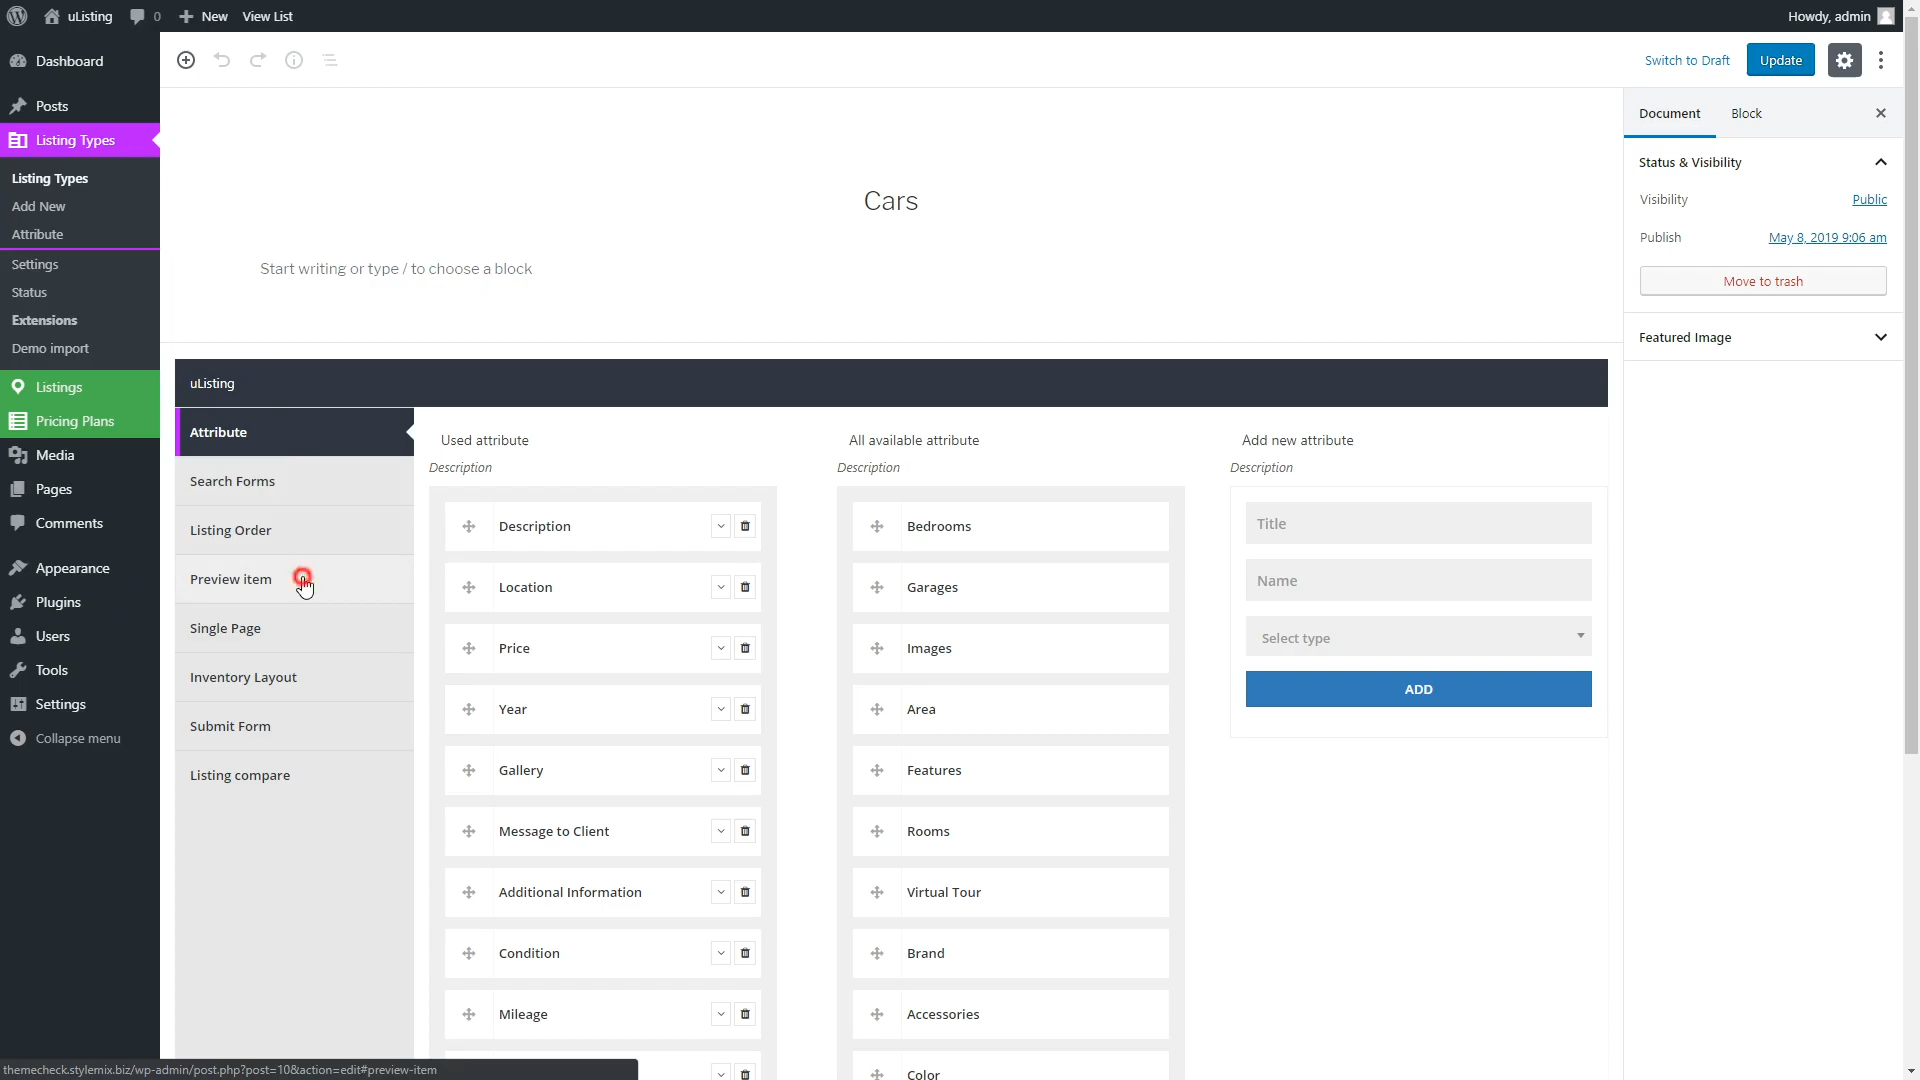 uListing
0
New
View List
Howdy, admin
Dashboard
Posts
Listing Types
Listing Types
Add New
Attribute
Settings
Status
Extensions
Demo import
Listings
Pricing Plans
Media
Pages
Comments
Appearance
Plugins
Users
Tools
Settings
Collapse menu
Switch to Draft
Update
Cars
Start writing or type / to choose a block
Document
Block
Status & Visibility
Visibility
Public
Publish
May 8, 2019 9:06 am
Move to trash
Featured Image
uListing
Attribute
Search Forms
Listing Order
Preview item
Single Page
Inventory Layout
Submit Form
Listing compare
Used attribute
Description
Description
Location
Price
Year
Gallery
Message to Client
Additional Information
Condition
Mileage
All available attribute
Description
Bedrooms
Garages
Images
Area
Features
Rooms
Virtual Tour
Brand
Accessories
Color
Add new attribute
Description
Title
Name
Select type
ADD
themecheck.stylemix.biz/wp-admin/post.php?post=10&action=edit#preview-item